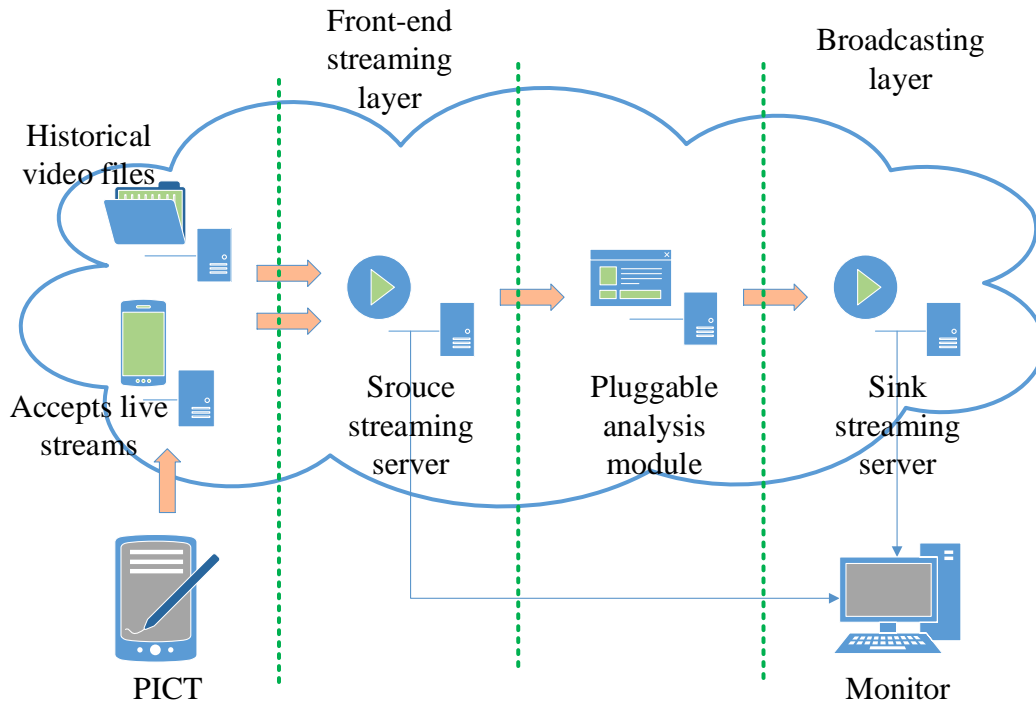 Front-end
streaming
layer
Broadcasting
layer
Historical
video files
Accepts live
streams
Srouce
streaming
server
Pluggable
analysis
module
Sink
streaming
server
PICT
Monitor